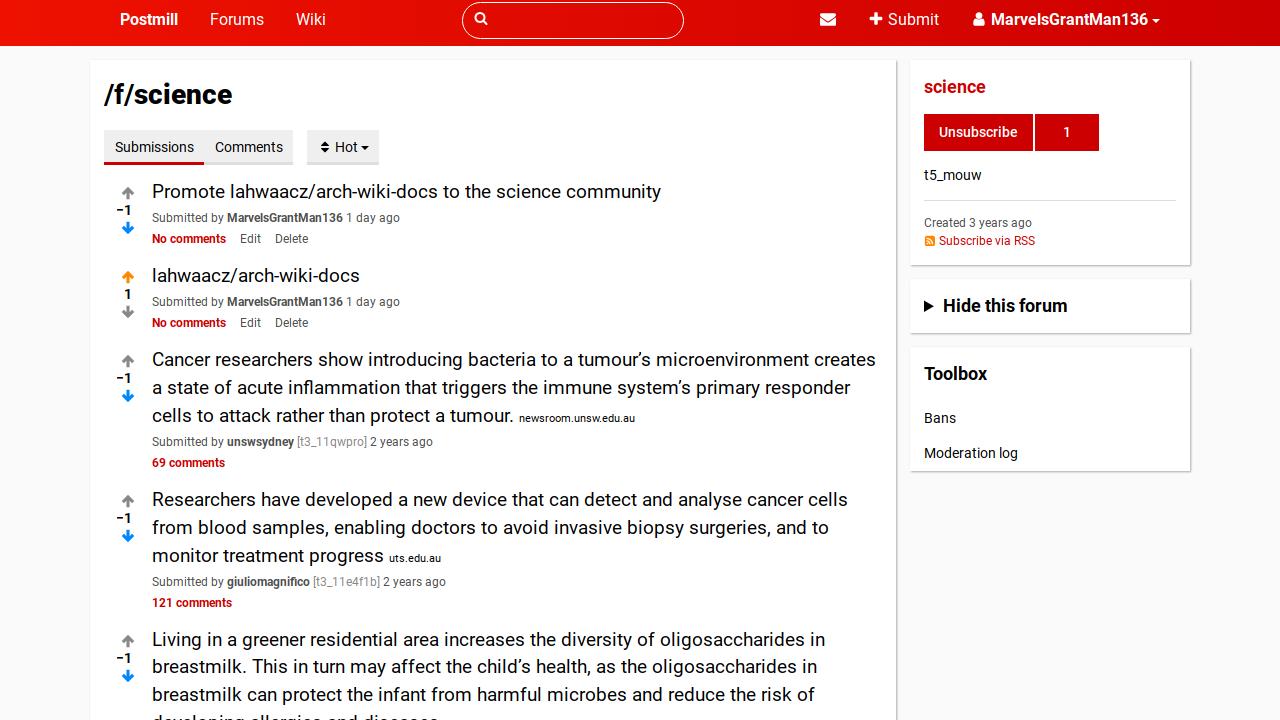 Postmill
Forums
Wiki
Submit
MarvelsGrantMan136
/f/science
Submissions
Comments
Hot
Promote lahwaacz/arch-wiki-docs to the science community
−1
Submitted by MarvelsGrantMan136 1 day ago
No comments Edit Delete
lahwaacz/arch-wiki-docs
1
Submitted by MarvelsGrantMan136 1 day ago
No comments Edit Delete
Cancer researchers show introducing bacteria to a tumour’s microenvironment creates
−1
a state of acute inflammation that triggers the immune system’s primary responder
cells to attack rather than protect a tumour. newsroom.unsw.edu.au
Submitted by unswsydney [t3_11qwpro] 2 years ago
69 comments
Researchers have developed a new device that can detect and analyse cancer cells
−1
from blood samples, enabling doctors to avoid invasive biopsy surgeries, and to
monitor treatment progress uts.edu.au
Submitted by giuliomagnifico [t3_11e4f1b] 2 years ago
121 comments
Living in a greener residential area increases the diversity of oligosaccharides in
−1
breastmilk. This in turn may affect the child’s health, as the oligosaccharides in
breastmilk can protect the infant from harmful microbes and reduce the risk of
developing allergies and diseases.
science
Unsubscribe 1
t5_mouw
Created 3 years ago
Subscribe via RSS
Hide this forum
Toolbox
Bans
Moderation log